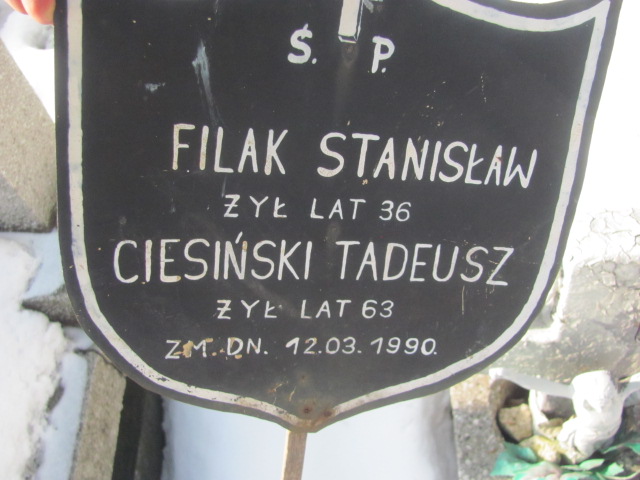 Ś. P.
FILAK STANISŁAW
ŻYŁ LAT 36
CIESIŃSKI TADEUSZ
ŻYŁ LAT 63
ZM. DN. 12.03.1990.